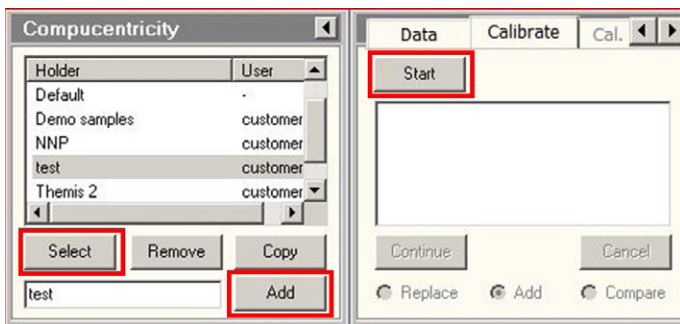 Compucentricity
Holder User
Default -
Demo samples customer
NNP customer
test customer
Themis 2 customer
Select Remove Copy
test Add
Data Calibrate Cal.
Start
Continue Cancel
Replace Add Compare